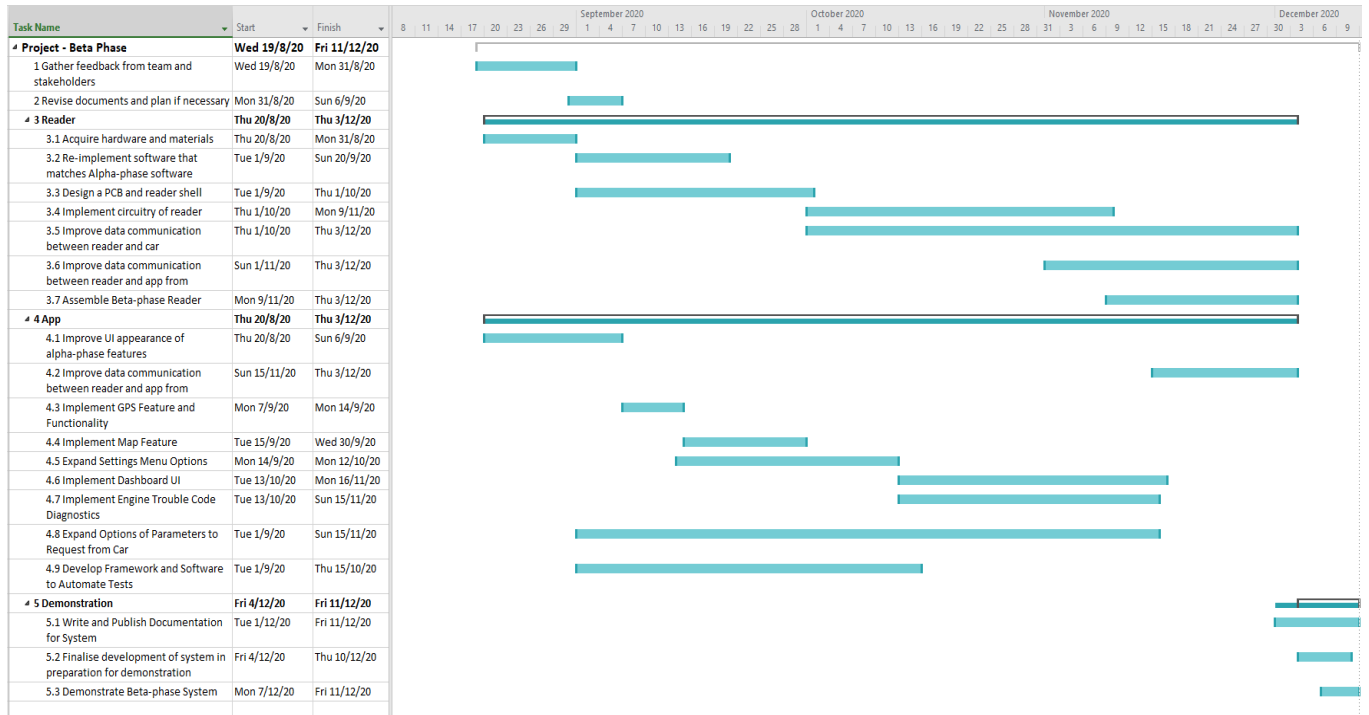 September 2020 October 2020 November 2020 December 2020
Task Name Start Finish 8 11 14 17 20 23 26 29 1 4 7 10 13 16 19 22 25 28 1 4 7 10 13 16 19 22 25 28 31 3 6 9 12 15 18 21 24 27 30 3 6 9
Project - Beta Phase Wed 19/8/20 Fri 11/12/20
1 Gather feedback from team and Wed 19/8/20 Mon 31/8/20
stakeholders
2 Revise documents and plan if necessary Mon 31/8/20 Sun 6/9/20
3 Reader Thu 20/8/20 Thu 3/12/20
3.1 Acquire hardware and materials Thu 20/8/20 Mon 31/8/20
3.2 Re-implement software that Tue 1/9/20 Sun 20/9/20
matches Alpha-phase software
3.3 Design a PCB and reader shell Tue 1/9/20 Thu 1/10/20
3.4 Implement circuitry of reader Thu 1/10/20 Mon 9/11/20
3.5 Improve data communication Thu 1/10/20 Thu 3/12/20
between reader and car
3.6 Improve data communication Sun 1/11/20 Thu 3/12/20
between reader and app from
3.7 Assemble Beta-phase Reader Mon 9/11/20 Thu 3/12/20
4 App Thu 20/8/20 Thu 3/12/20
4.1 Improve UI appearance of Thu 20/8/20 Sun 6/9/20
alpha-phase features
4.2 Improve data communication Sun 15/11/20 Thu 3/12/20
between reader and app from
4.3 Implement GPS Feature and Mon 7/9/20 Mon 14/9/20
Functionality
4.4 Implement Map Feature Tue 15/9/20 Wed 30/9/20
4.5 Expand Settings Menu Options Mon 14/9/20 Mon 12/10/20
4.6 Implement Dashboard UI Tue 13/10/20 Mon 16/11/20
4.7 Implement Engine Trouble Code Tue 13/10/20 Sun 15/11/20
Diagnostics
4.8 Expand Options of Parameters to Tue 1/9/20 Sun 15/11/20
Request from Car
4.9 Develop Framework and Software Tue 1/9/20 Thu 15/10/20
to Automate Tests
5 Demonstration Fri 4/12/20 Fri 11/12/20
5.1 Write and Publish Documentation Tue 1/12/20 Fri 11/12/20
for System
5.2 Finalise development of system in Fri 4/12/20 Thu 10/12/20
preparation for demonstration
5.3 Demonstrate Beta-phase System Mon 7/12/20 Fri 11/12/20